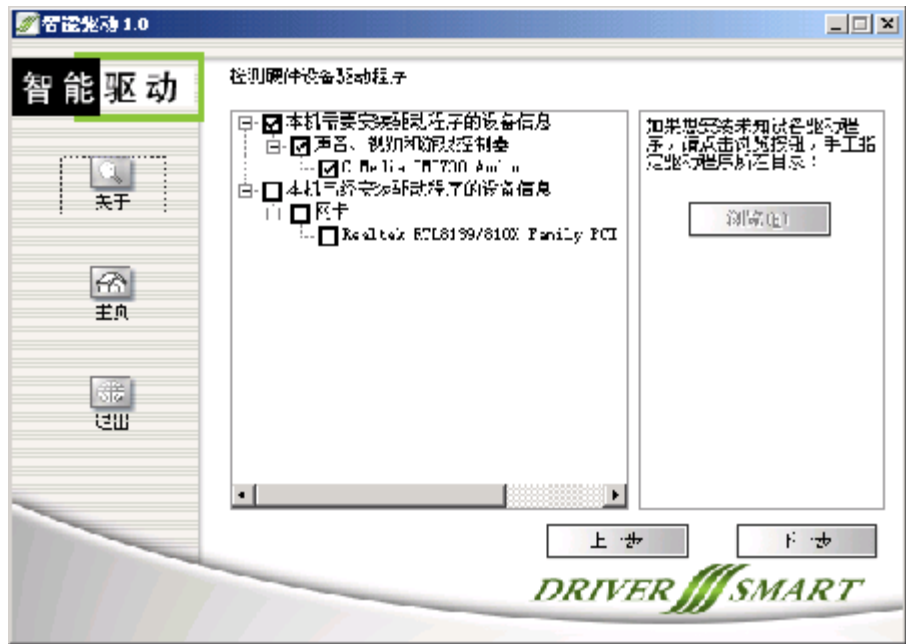 智能驱动 1.0
智能驱动
检测硬件设备驱动程序
本机需要安装驱动程序的设备信息
声音、视频和游戏控制器
Audio
本机已经安装驱动程序的设备信息
网卡
Realtek RTL8139/810X Family PCI
如果想安装未知设备驱动程
序，请点击浏览按钮，手工指
定驱动程序所在目录：
浏览
关于
主页
退出
上一步
下一步
DRIVER SMART